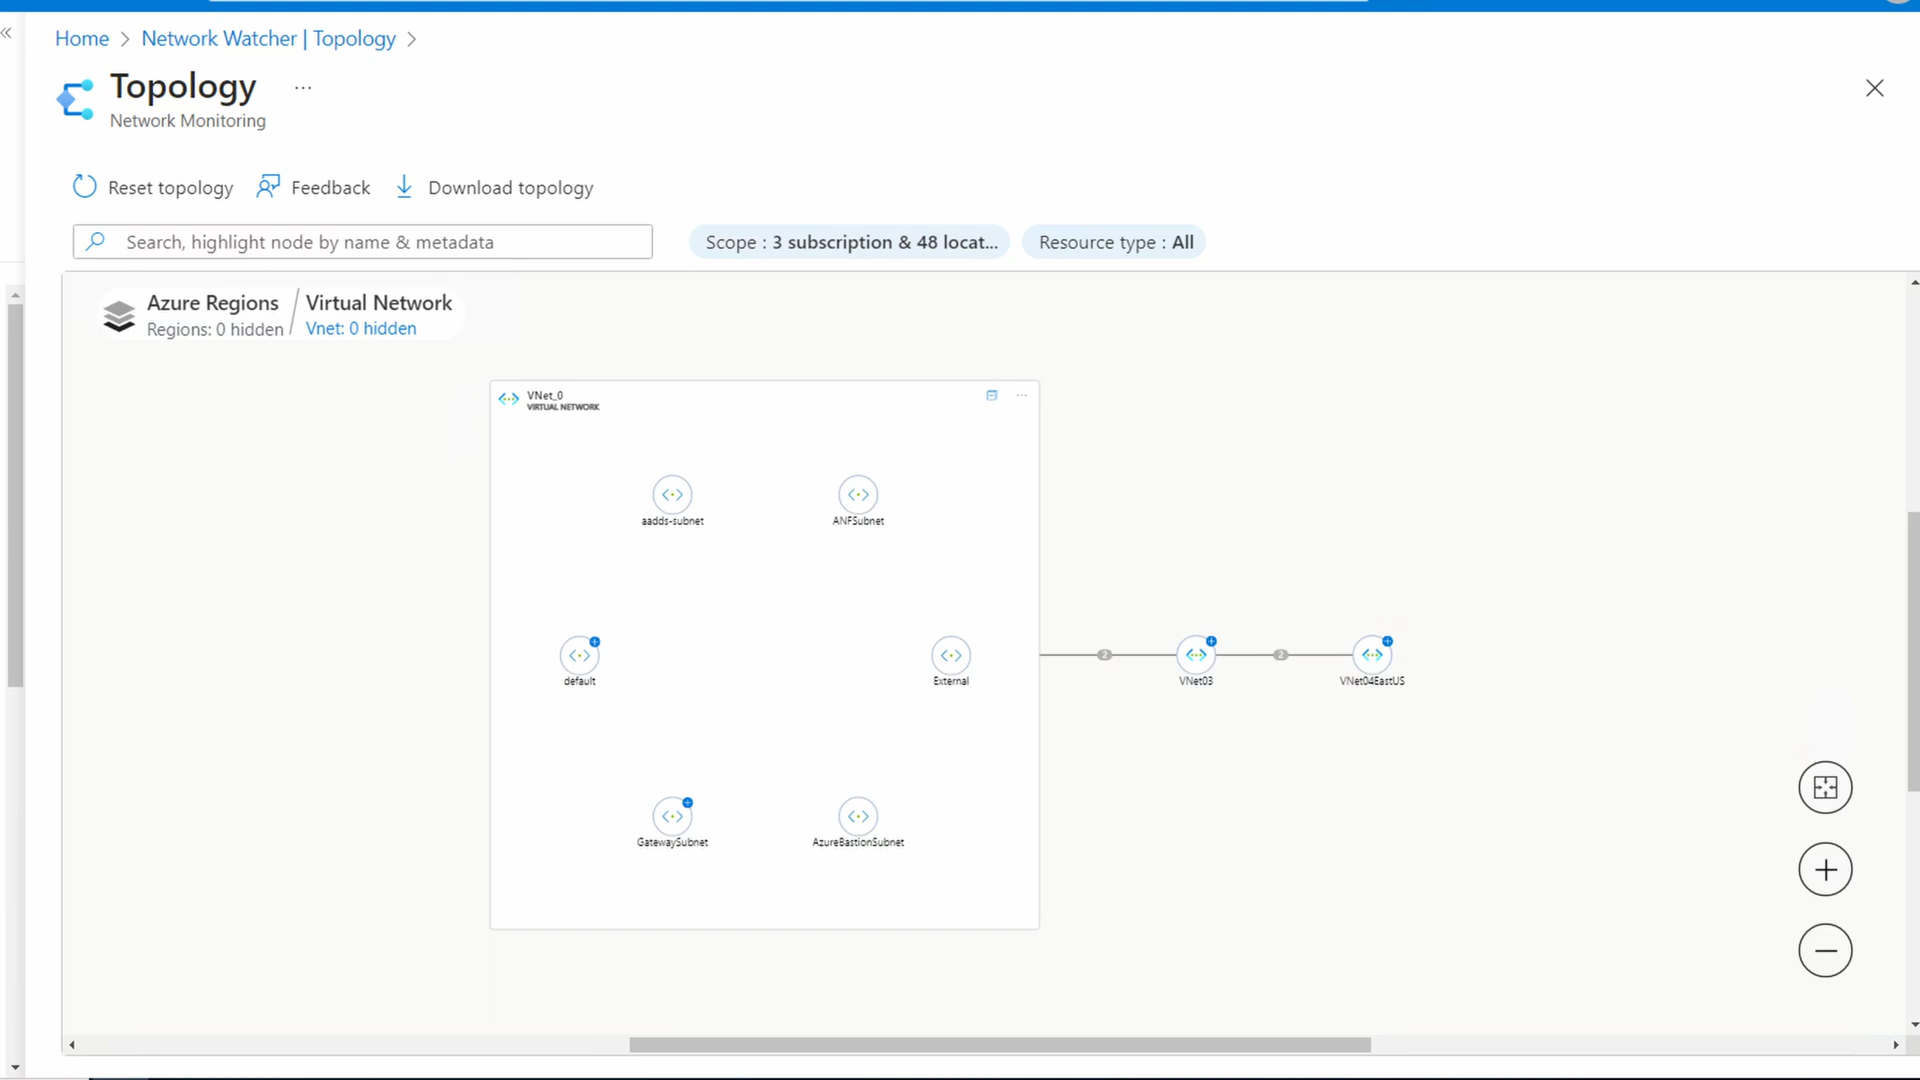 Home > Network Watcher | Topology >
Topology ...
Network Monitoring
Reset topology Feedback Download topology
Search, highlight node by name & metadata
Scope : 3 subscription & 48 locat... Resource type : All
Azure Regions / Virtual Network
Regions: 0 hidden Vnet: 0 hidden
VNet_0
VIRTUAL NETWORK
aadds-subnet ANFSubnet
2 2
default External VNet03 VNet04EastUS
GatewaySubnet AzureBastionSubnet